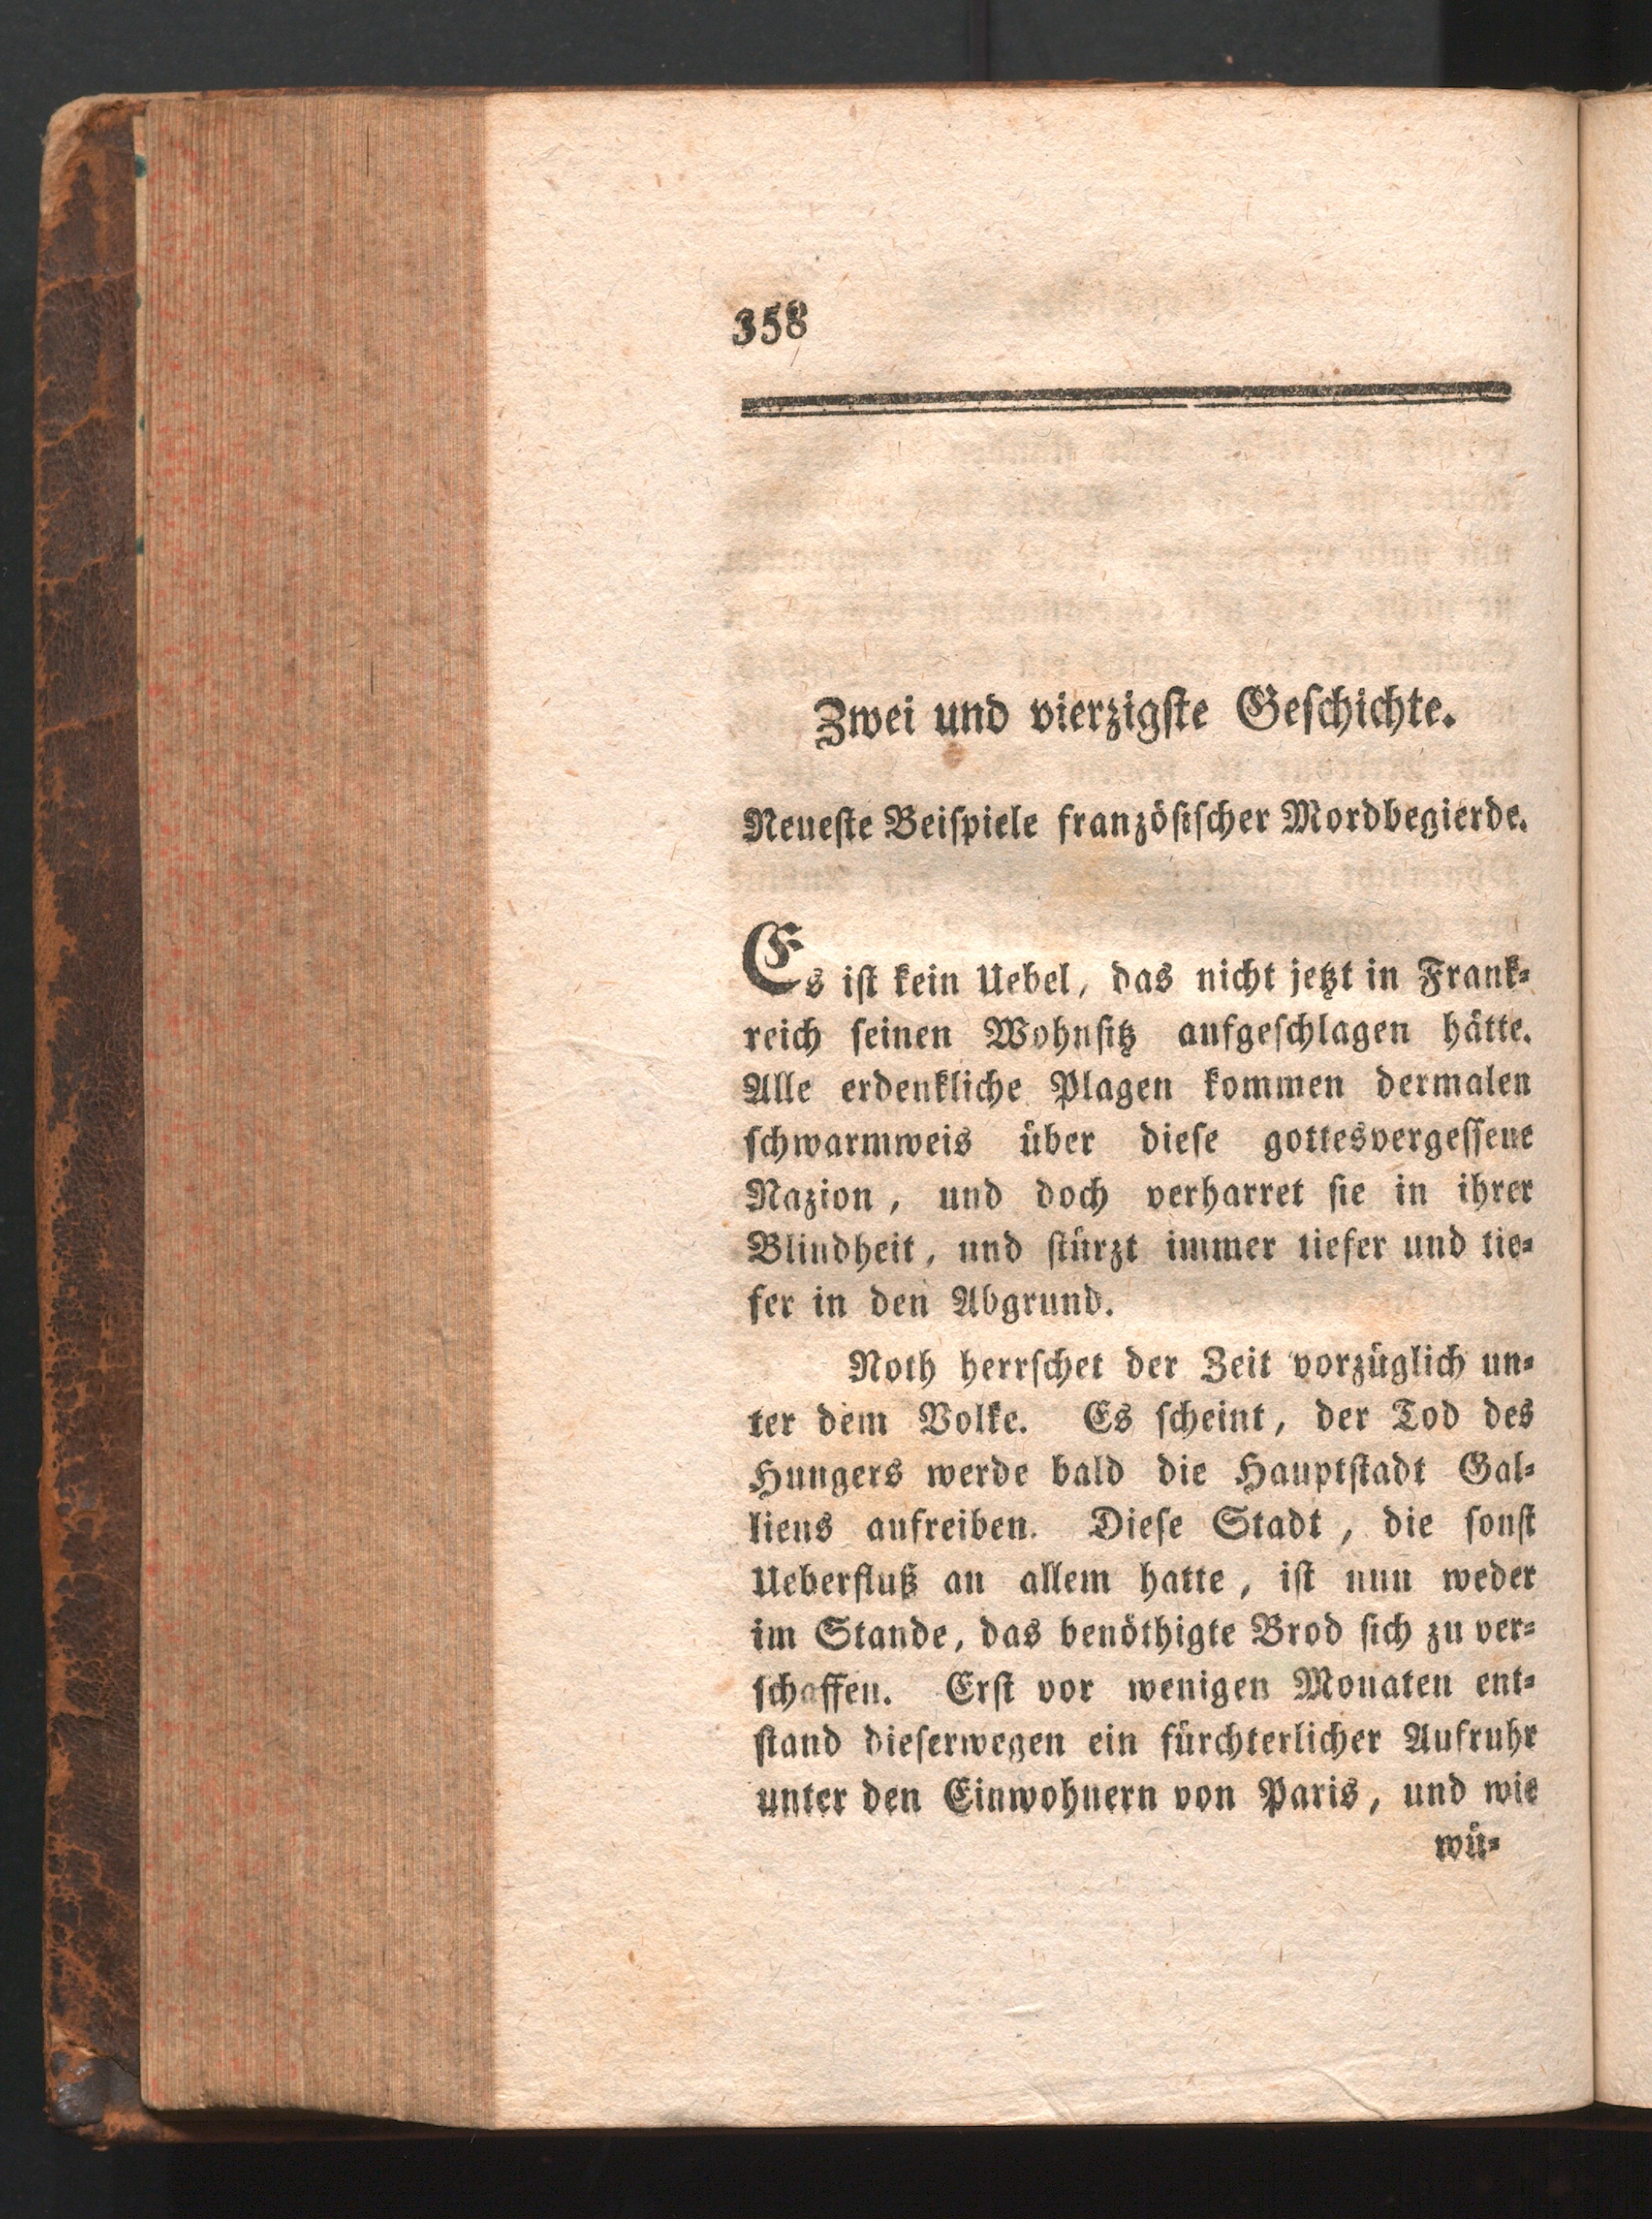 358
Zwei und vierzigste Geschichte.
Neueste Beispiele französischer Mordbegierde.
Es ist kein Uebel, das nicht jetzt in Frank-
reich seinen Wohnsitz aufgeschlagen hätte.
Alle erdenkliche Plagen kommen dermalen
schwarmweis über diese gottesvergessene
Nazion, und doch verharret sie in ihrer
Blindheit, und stürzt immer tiefer und tie-
fer in den Abgrund.
Noth herrschet der Zeit vorzüglich un-
ter dem Volke. Es scheint, der Tod des
Hungers werde bald die Hauptstadt Gal-
liens aufreiben. Diese Stadt, die sonst
Ueberfluß an allem hatte, ist nun weder
im Stande, das benöthigte Brod sich zu ver-
schaffen. Erst vor wenigen Monaten ent-
stand dieserwegen ein fürchterlicher Aufruhr
unter den Einwohnern von Paris, und wie
wü-